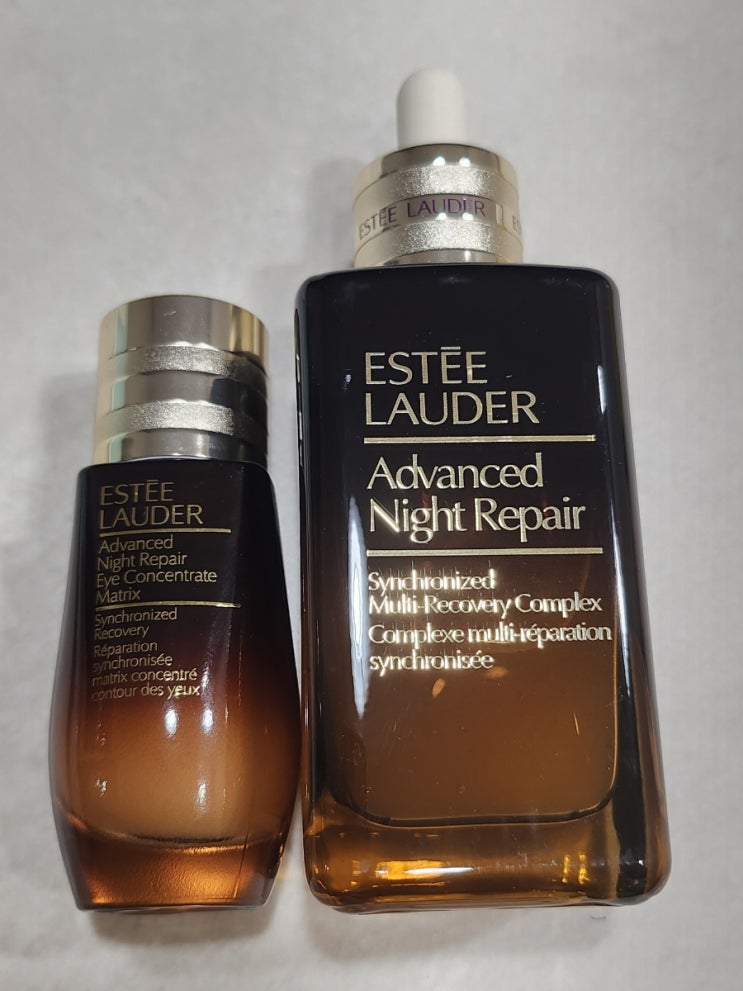 ESTĒE LAUDER
ESTĒE
LAUDER
Advanced
Night Repair
Synchronized
Multi-Recovery Complex
Complexe multi-réparation
synchronisée
ESTĒE
LAUDER
Advanced
Night Repair
Eye Concentrate
Matrix
Synchronized
Recovery
Réparation
synchronisée
matrix concentré
contour des yeux